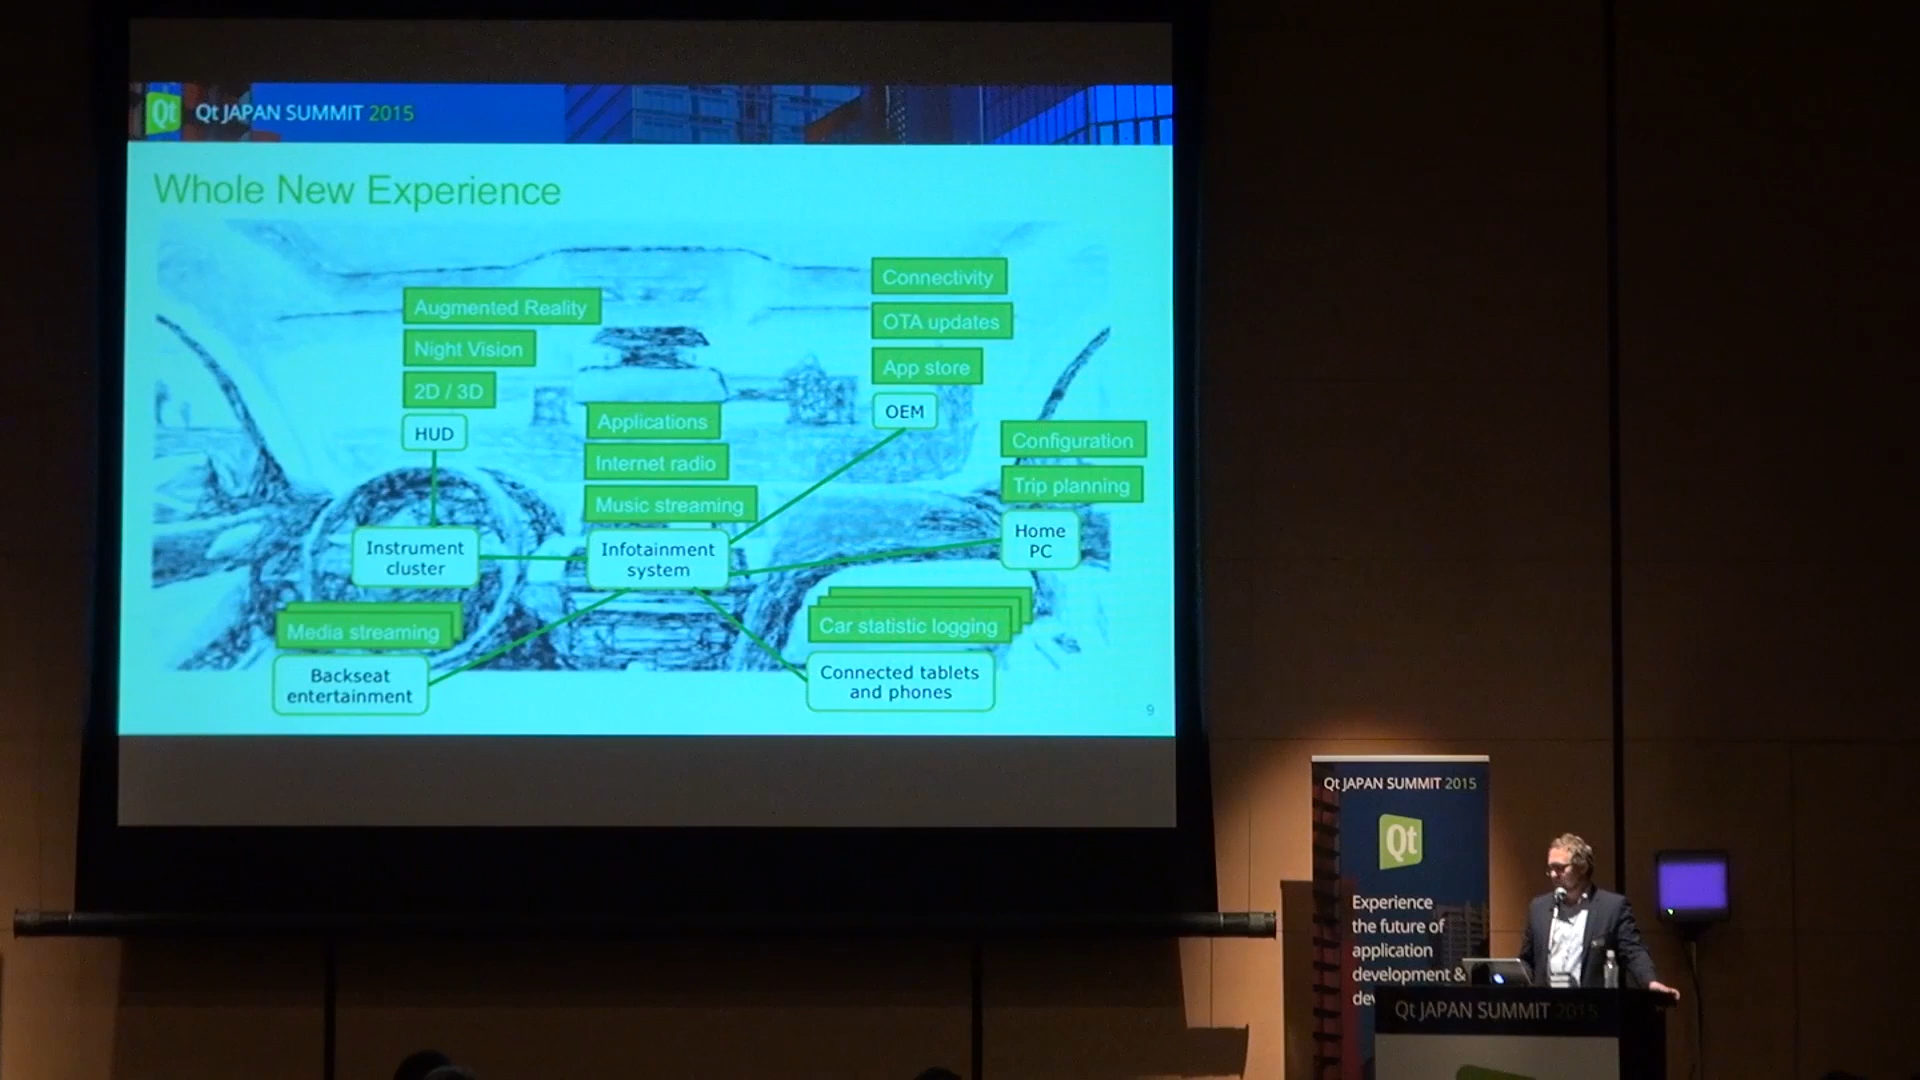 Qt
Qt JAPAN SUMMIT 2015
Whole New Experience
Augmented Reality
Night Vision
2D / 3D
HUD
Instrument
cluster
Applications
Internet radio
Music streaming
Infotainment
system
Connectivity
OTA updates
App store
OEM
Configuration
Trip planning
Home
PC
Media streaming
Backseat
entertainment
Car statistic logging
Connected tablets
and phones
9
Qt JAPAN SUMMIT 2015
Qt
Experience
the future of
application
development &
dev
Qt JAPAN SUMMIT 2015